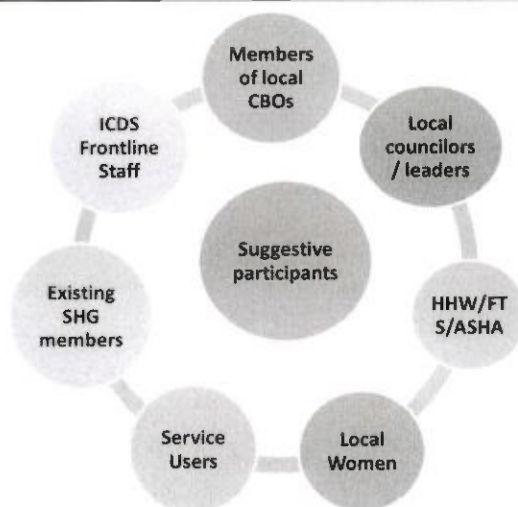 Members
of local
CBOs
Local
councilors
/ leaders
HHW/FT
S/ASHA
Local
Women
Service
Users
Existing
SHG
members
ICDS
Frontline
Staff
Suggestive
participants